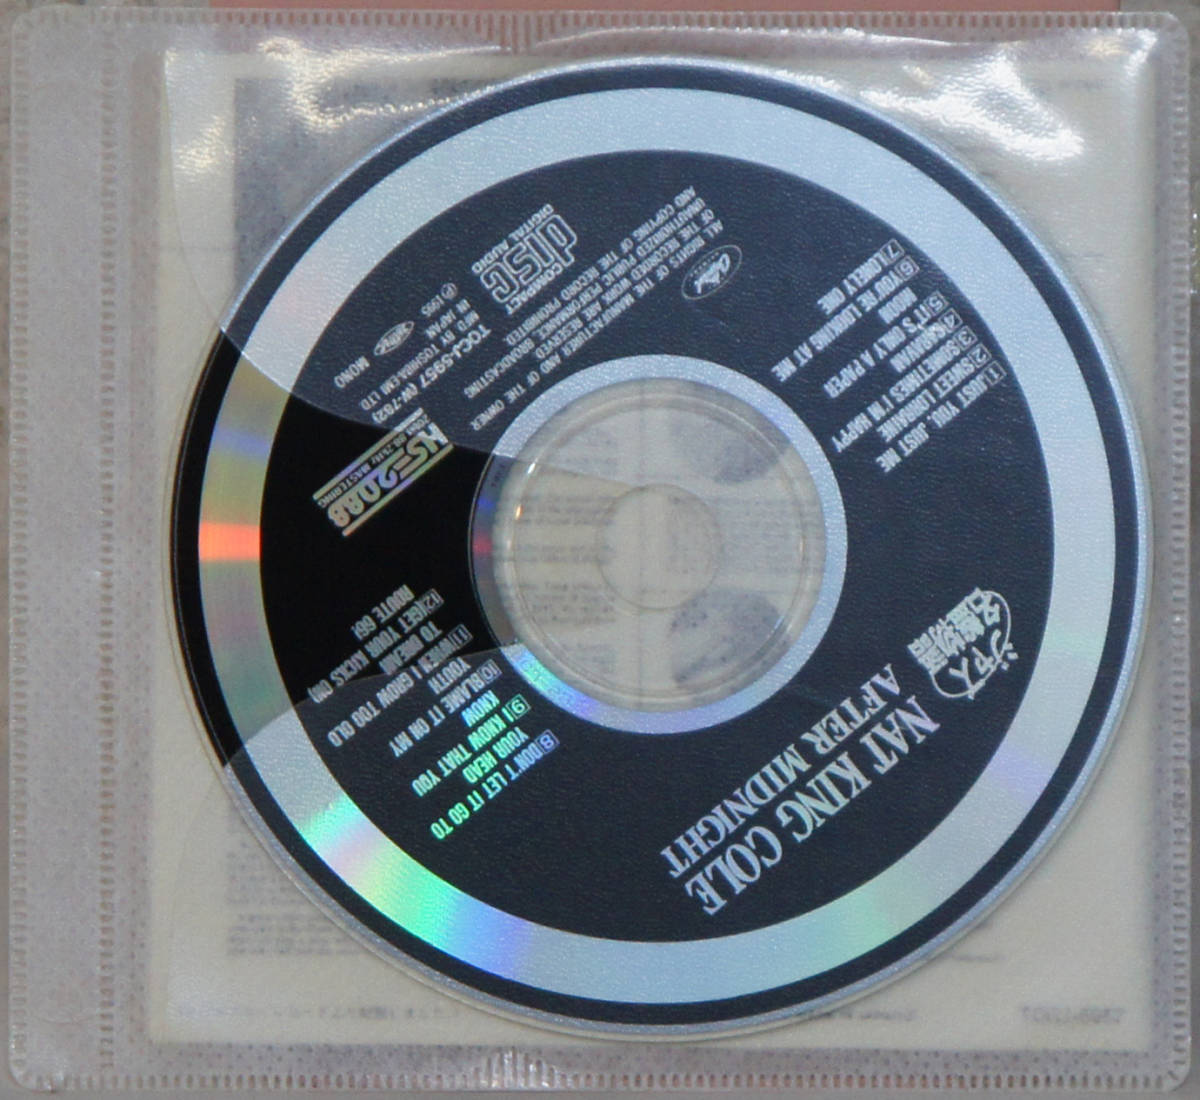 ジャズ
名盤物語
NAT KING COLE
AFTER MIDNIGHT
1.JUST YOU, JUST ME
2.SWEET LORRAINE
3.SOMETIMES I'M HAPPY
4.CARAVAN
5.IT'S ONLY A PAPER
MOON
6.YOU'RE LOOKING AT ME
7.LONELY ONE
8.DON'T LET IT GO TO
YOUR HEAD
9.I KNOW THAT YOU
KNOW
10.BLAME IT ON MY
YOUTH
11.WHEN I GROW TOO OLD
TO DREAM
12.(GET YOUR KICKS ON)
ROUTE 66!
ALL RIGHTS OF THE MANUFACTURER AND OF THE OWNER
OF THE RECORDED WORK ARE RESERVED
UNAUTHORIZED PUBLIC PERFORMANCE, BROADCASTING
AND COPYING OF THE RECORD PROHIBITED
COMPACT
disc
DIGITAL AUDIO
TOCJ-5957 (W-782)
MFD BY TOSHIBA-EMI LTD
IN JAPAN
Ⓟ1995
MONO
HS2088
MASTERING